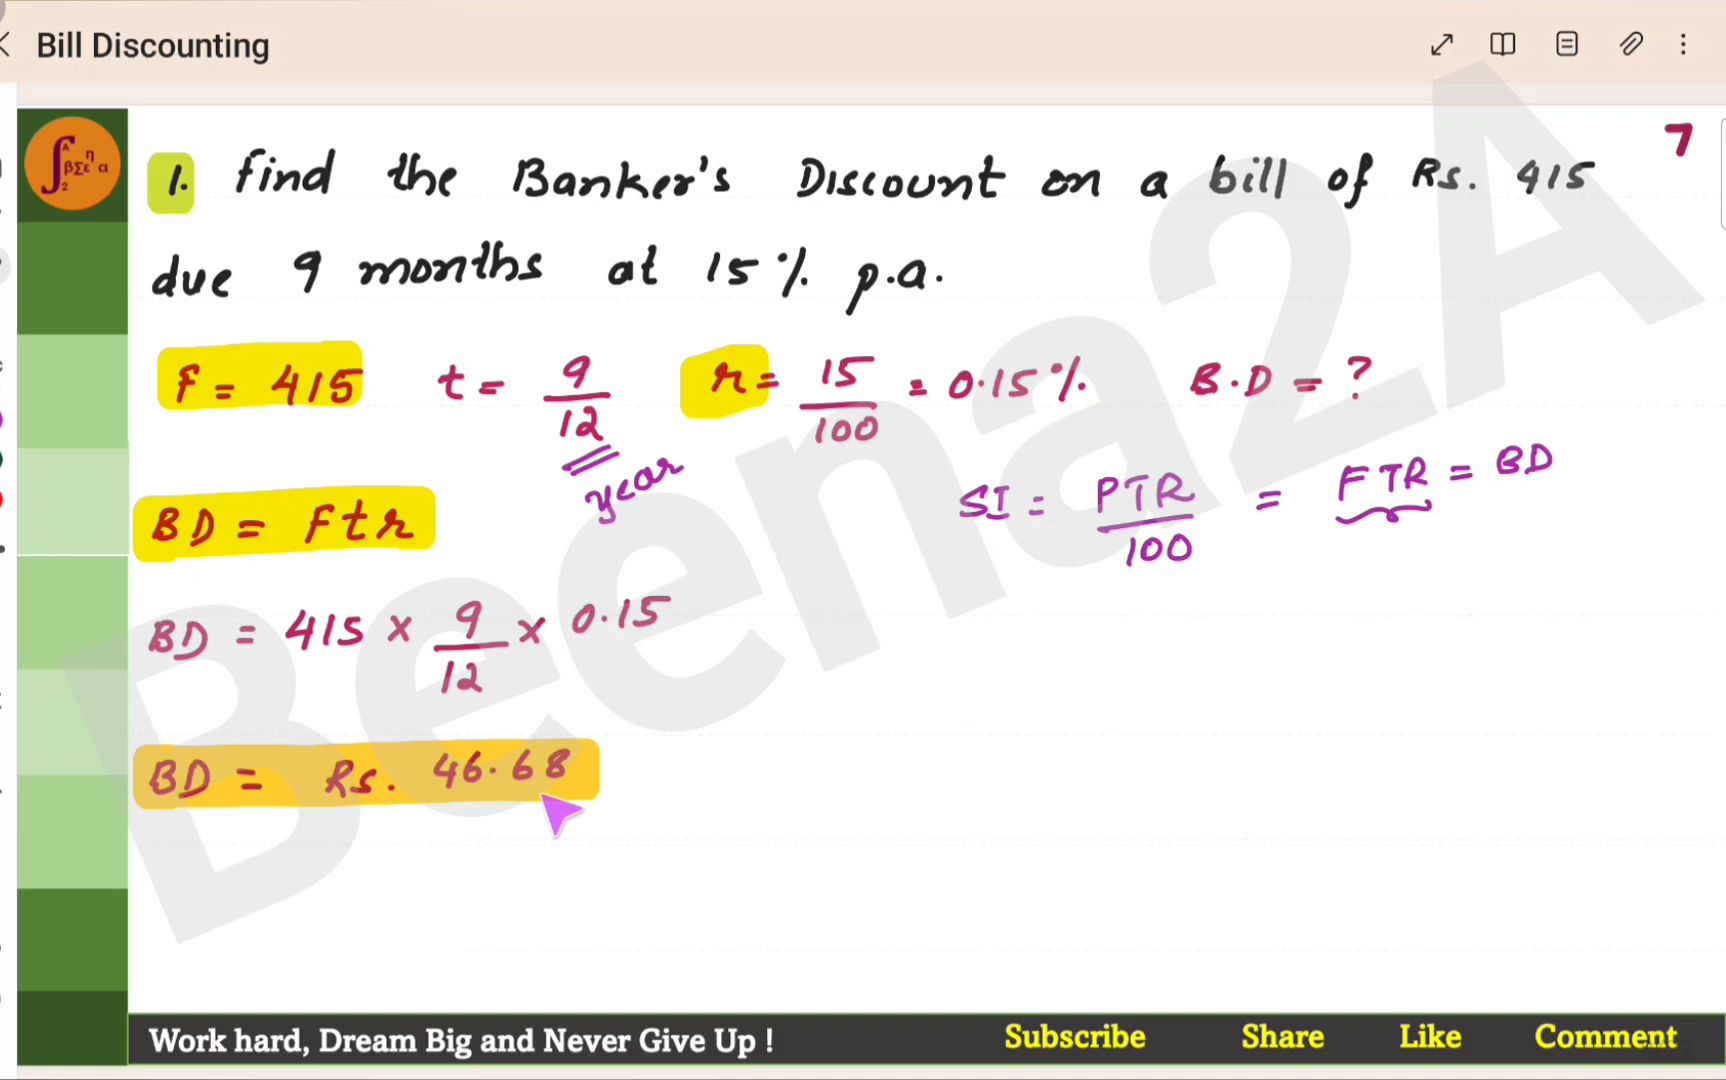 Bill Discounting
7
1. Find the Banker's Discount on a bill of Rs. 415
due 9 months at 15% p.a.
F = 415 t = 9/12 year r = 15/100 = 0.15% B.D = ?
SI = PTR/100 = FTR = BD
BD = Ftr
BD = 415 × 9/12 × 0.15
BD = Rs. 46.68
Beena2A
Work hard, Dream Big and Never Give Up ! Subscribe Share Like Comment